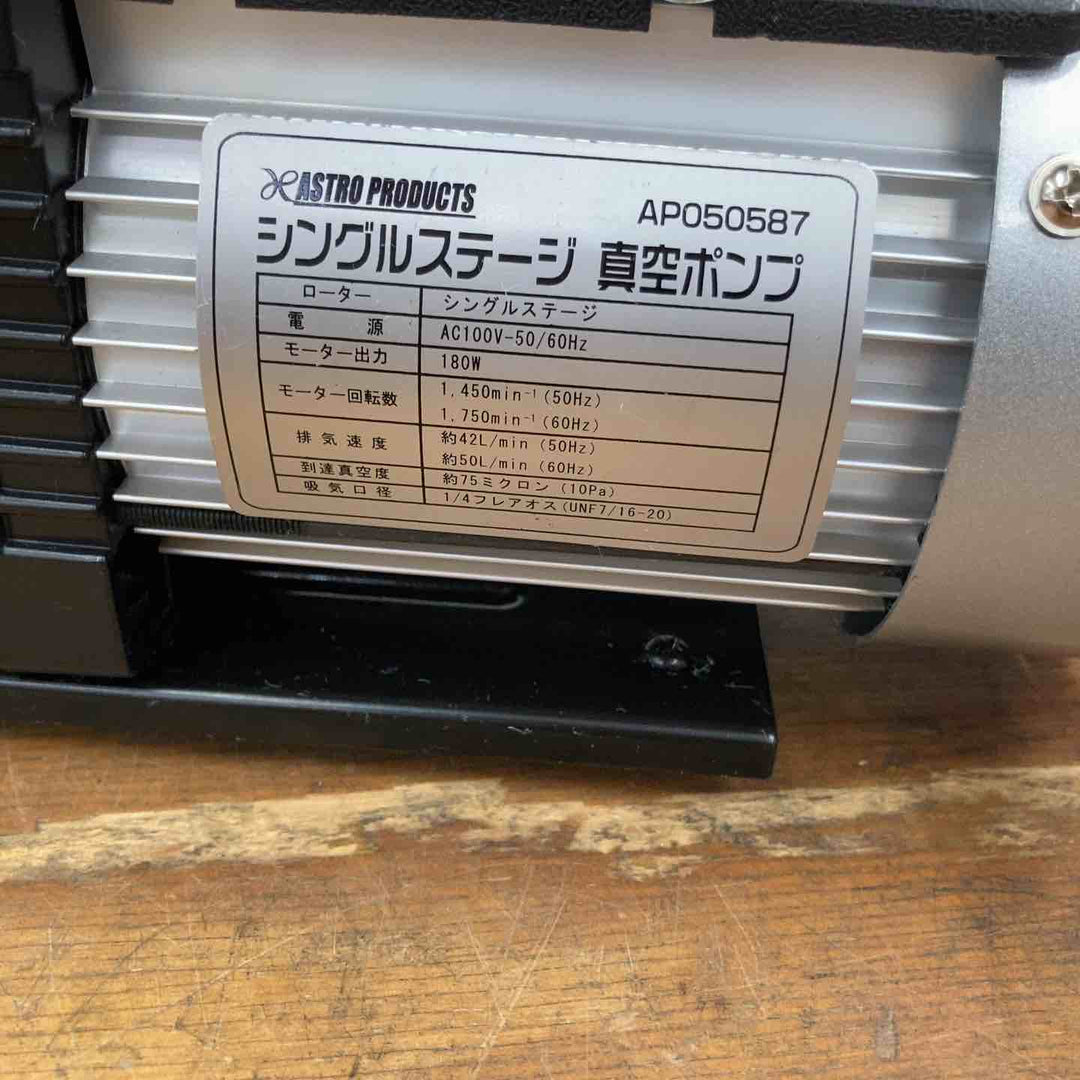 ASTRO PRODUCTS
AP050587
シングルステージ 真空ポンプ
ローター シングルステージ
電源 AC100V-50/60Hz
モーター出力 180W
モーター回転数 1,450min⁻¹(50Hz)
1,750min⁻¹(60Hz)
排気速度 約42L/min (50Hz)
約50L/min (60Hz)
到達真空度 約75ミクロン(10Pa)
吸気口径 1/4フレアオス(UNF7/16-20)